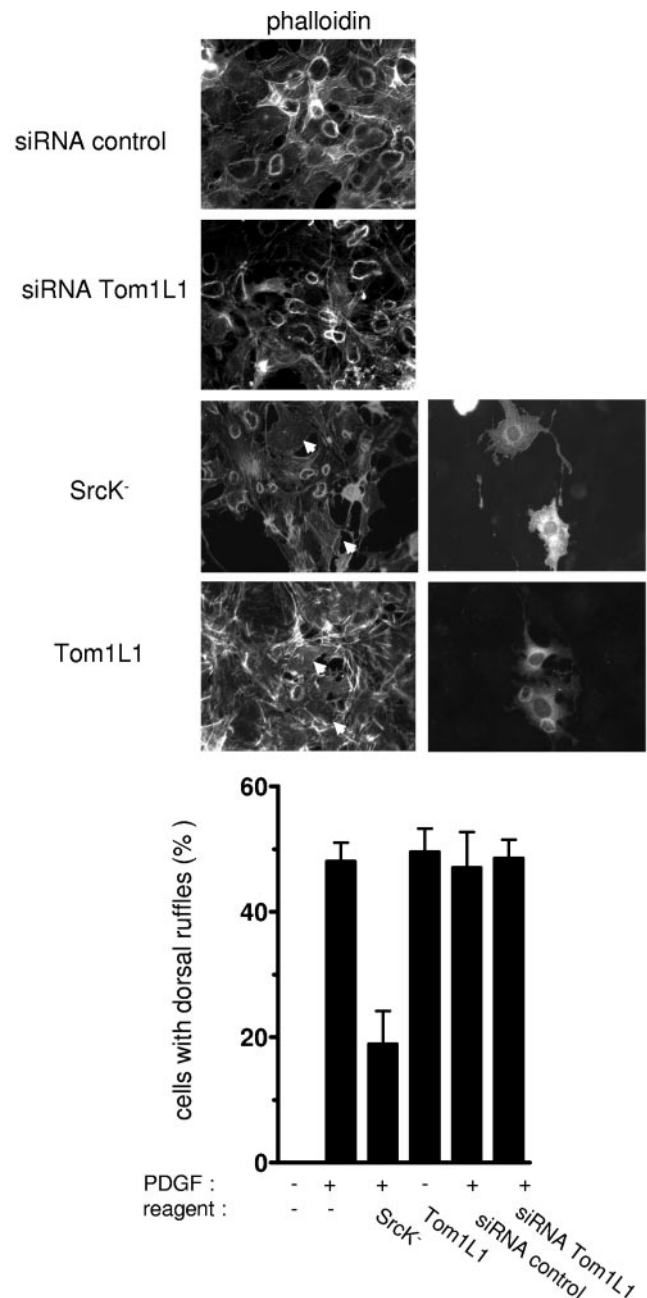 phalloidin
siRNA control
siRNA Tom1L1
SrcK-
Tom1L1
60
40
20
0
cells with dorsal ruffles (%)
PDGF : - + + - + +
reagent : - - SrcK- Tom1L1 siRNA control siRNA Tom1L1